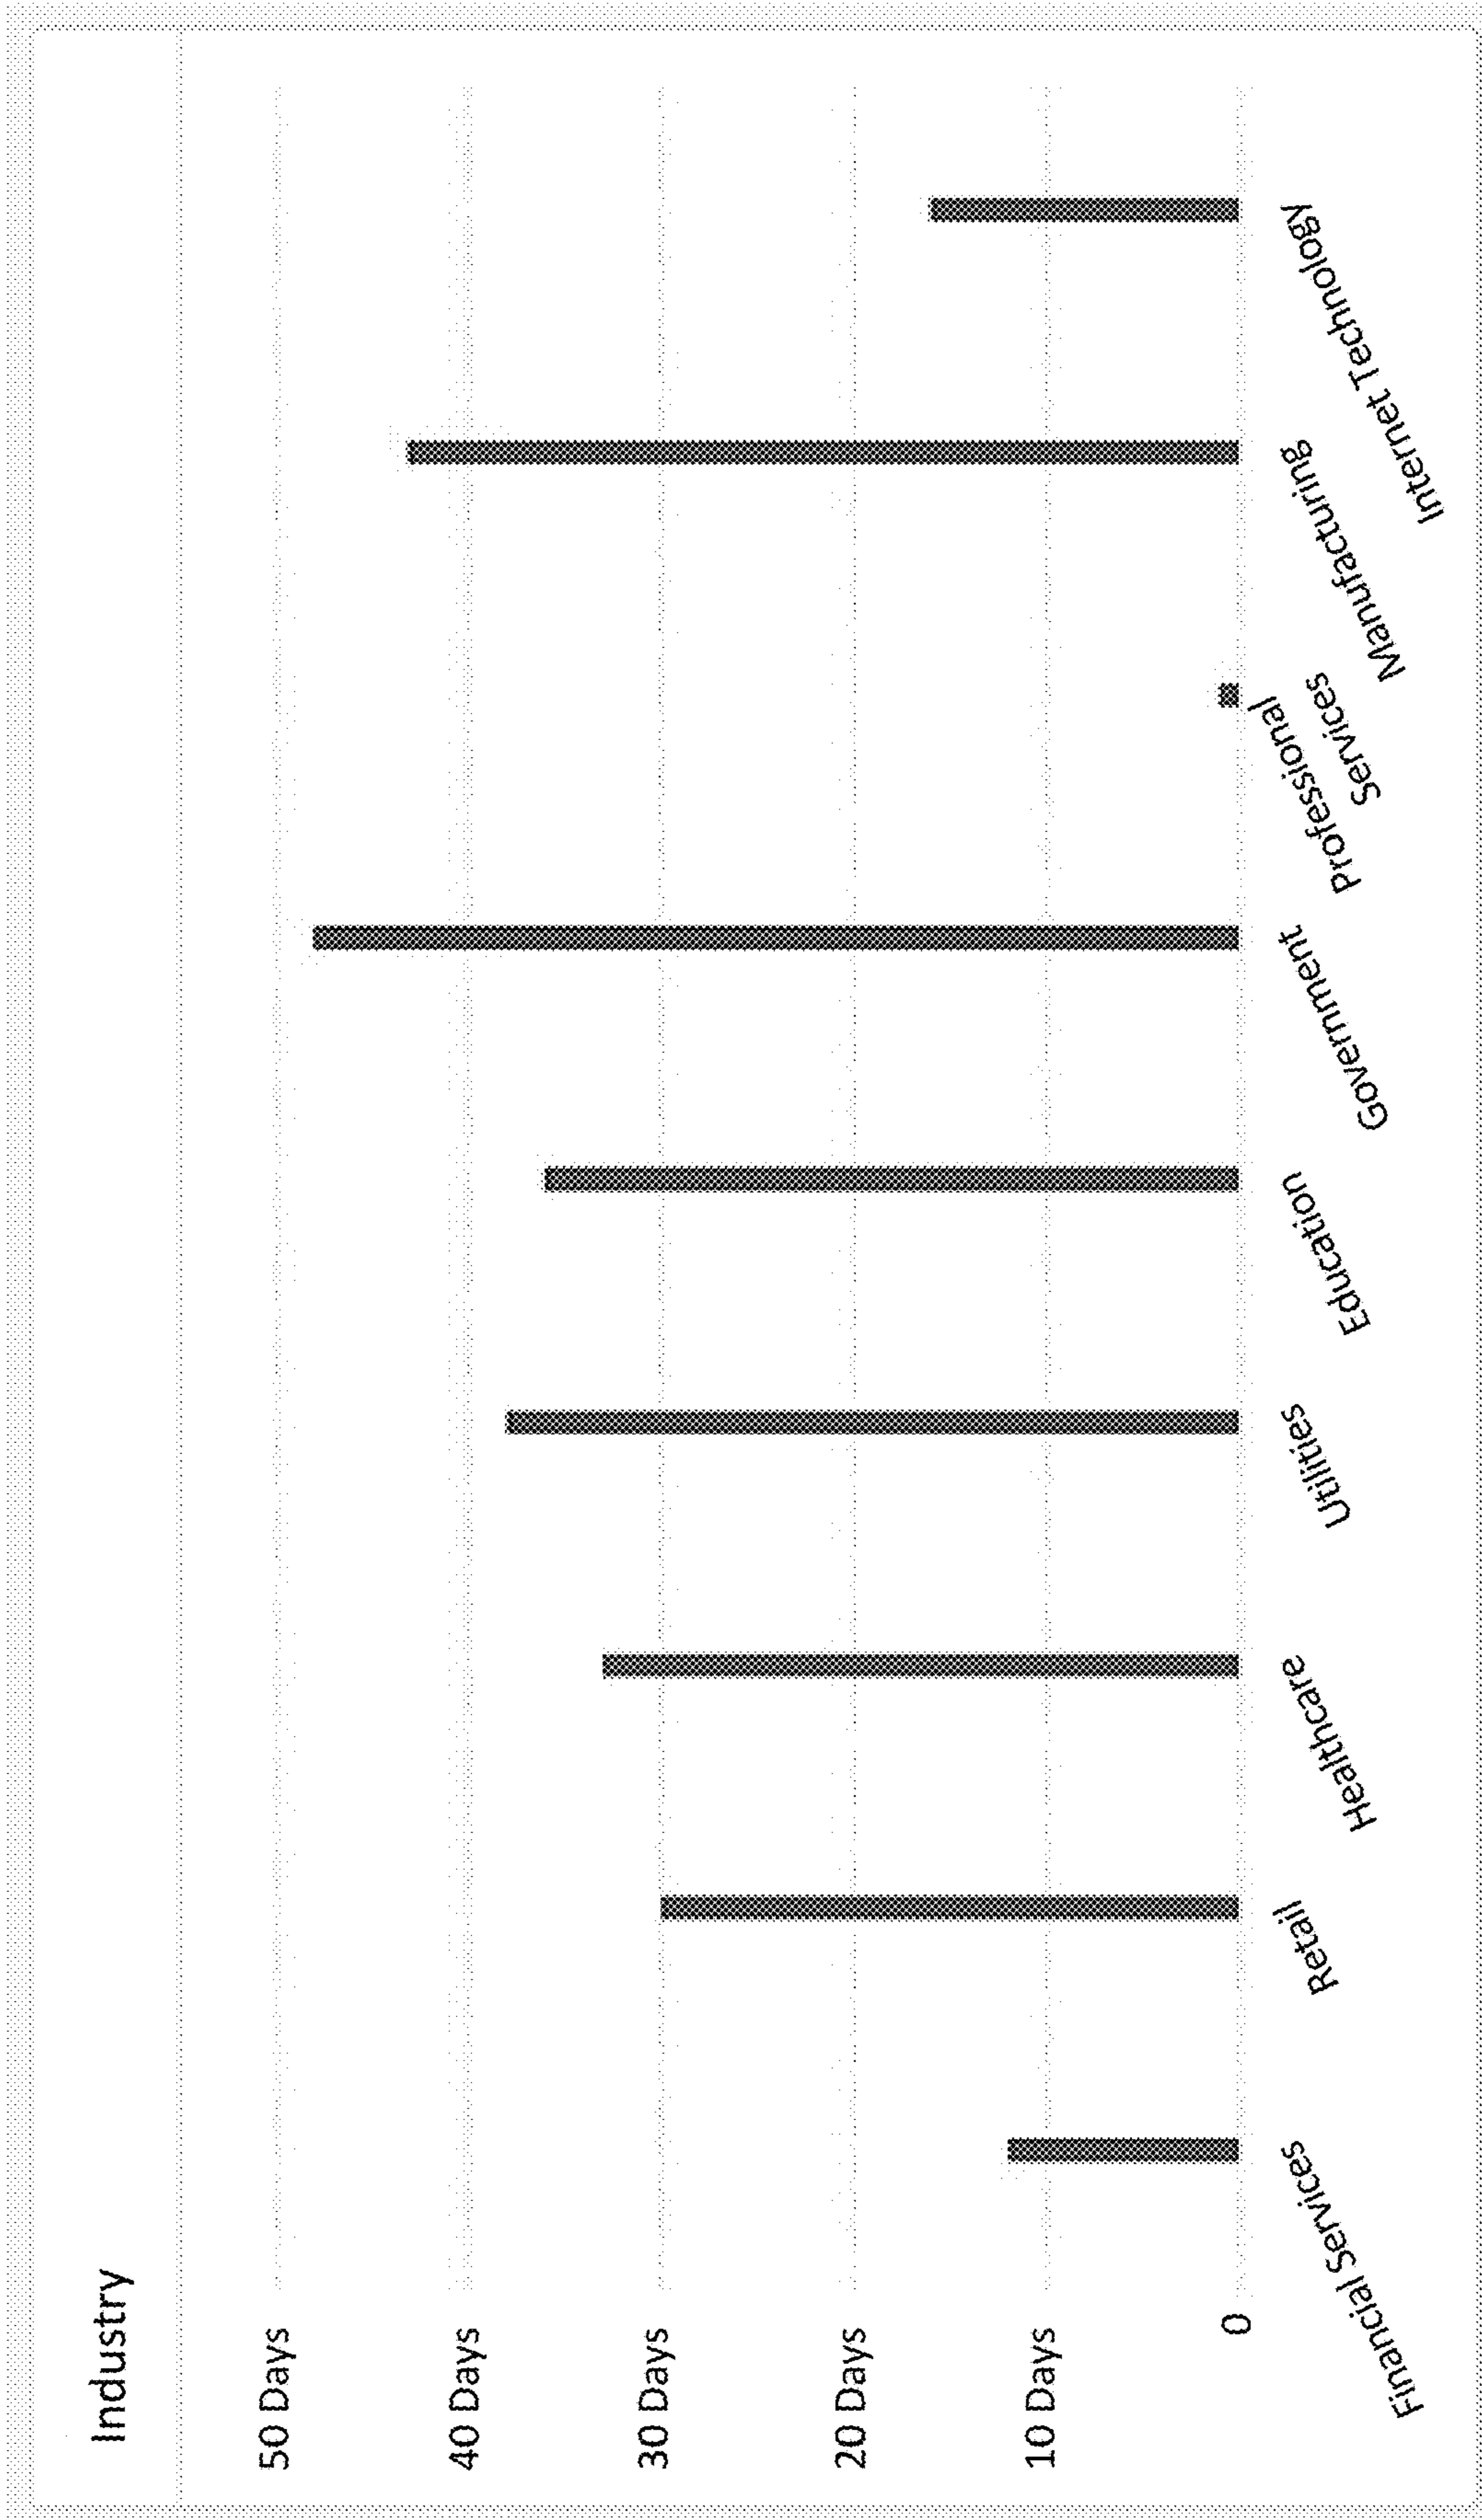 Industry
50 Days
40 Days
30 Days
20 Days
10 Days
0
Financial Services
Retail
Healthcare
Utilities
Education
Government
Professional
Services
Manufacturing
Internet Technology